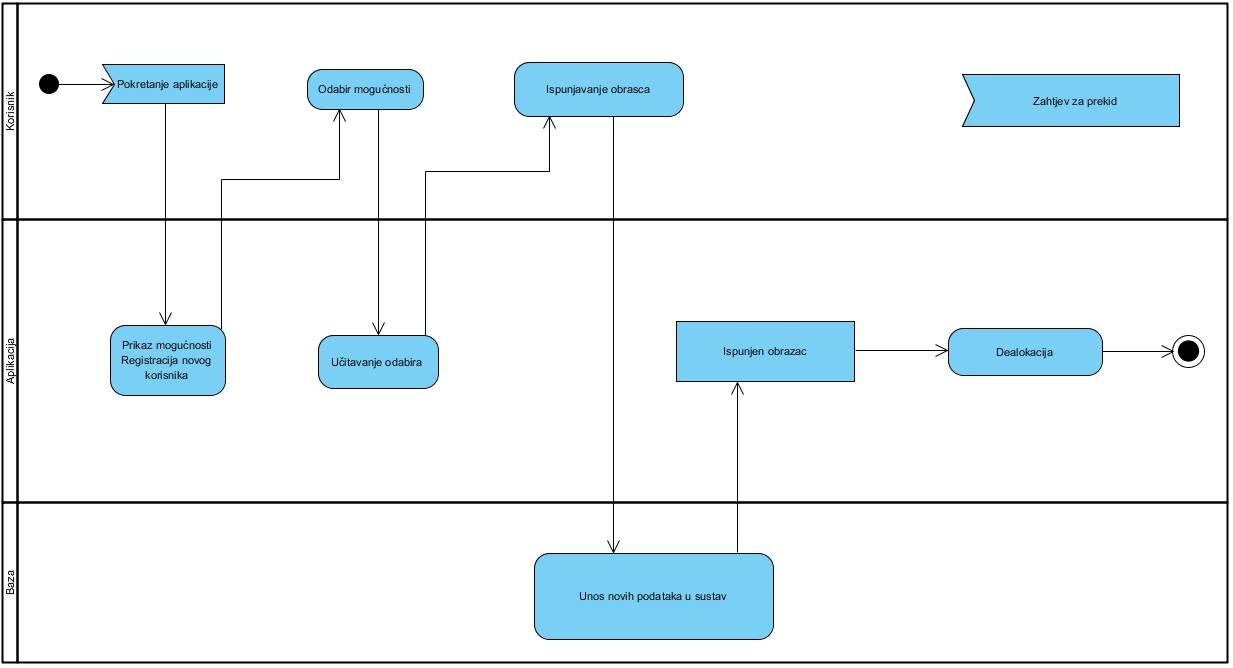 Korisnik
Pokretanje aplikacije
Odabir mogućnosti
Ispunjavanje obrasca
Zahtjev za prekid
Aplikacija
Prikaz mogućnosti
Registracija novog
korisnika
Učitavanje odabira
Ispunjen obrazac
Dealokacija
Baza
Unos novih podataka u sustav